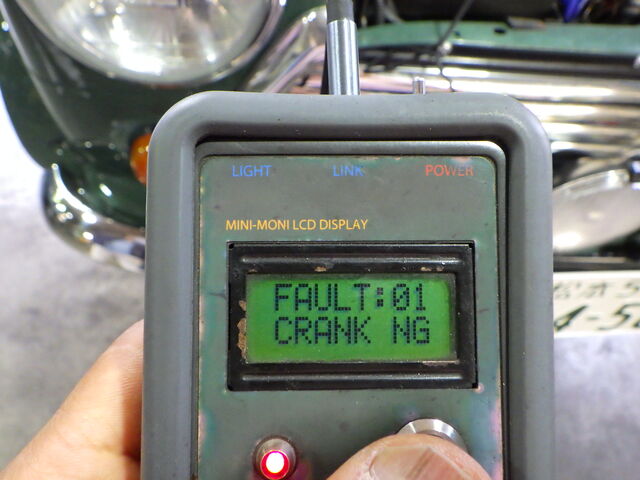 LIGHT LINK POWER
MINI-MONI LCD DISPLAY
FAULT:01
CRANK NG